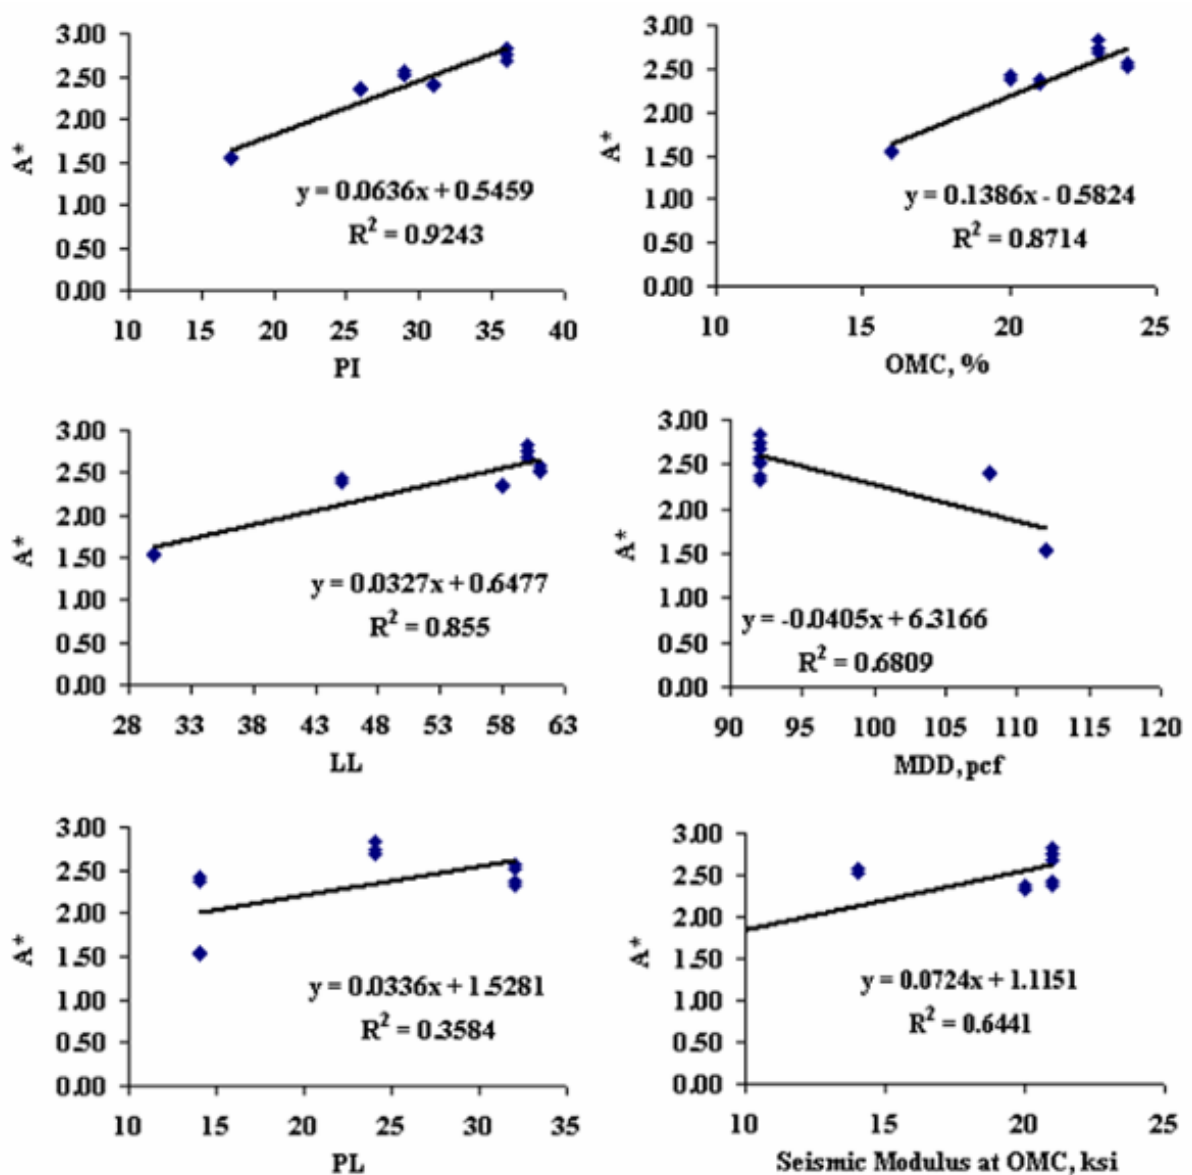 3.00
2.50
2.00
1.50
1.00
0.50
0.00
A*
y = 0.0636x + 0.5459
R² = 0.9243
10 15 20 25 30 35 40
PI
3.00
2.50
2.00
1.50
1.00
0.50
0.00
A*
y = 0.1386x - 0.5824
R² = 0.8714
10 15 20 25
OMC, %
3.00
2.50
2.00
1.50
1.00
0.50
0.00
A*
y = 0.0327x + 0.6477
R² = 0.855
28 33 38 43 48 53 58 63
LL
3.00
2.50
2.00
1.50
1.00
0.50
0.00
A*
y = -0.0405x + 6.3166
R² = 0.6809
90 95 100 105 110 115 120
MDD, pcf
3.00
2.50
2.00
1.50
1.00
0.50
0.00
A*
y = 0.0336x + 1.5281
R² = 0.3584
10 15 20 25 30 35
PL
3.00
2.50
2.00
1.50
1.00
0.50
0.00
A*
y = 0.0724x + 1.1151
R² = 0.6441
10 15 20 25
Seismic Modulus at OMC, ksi